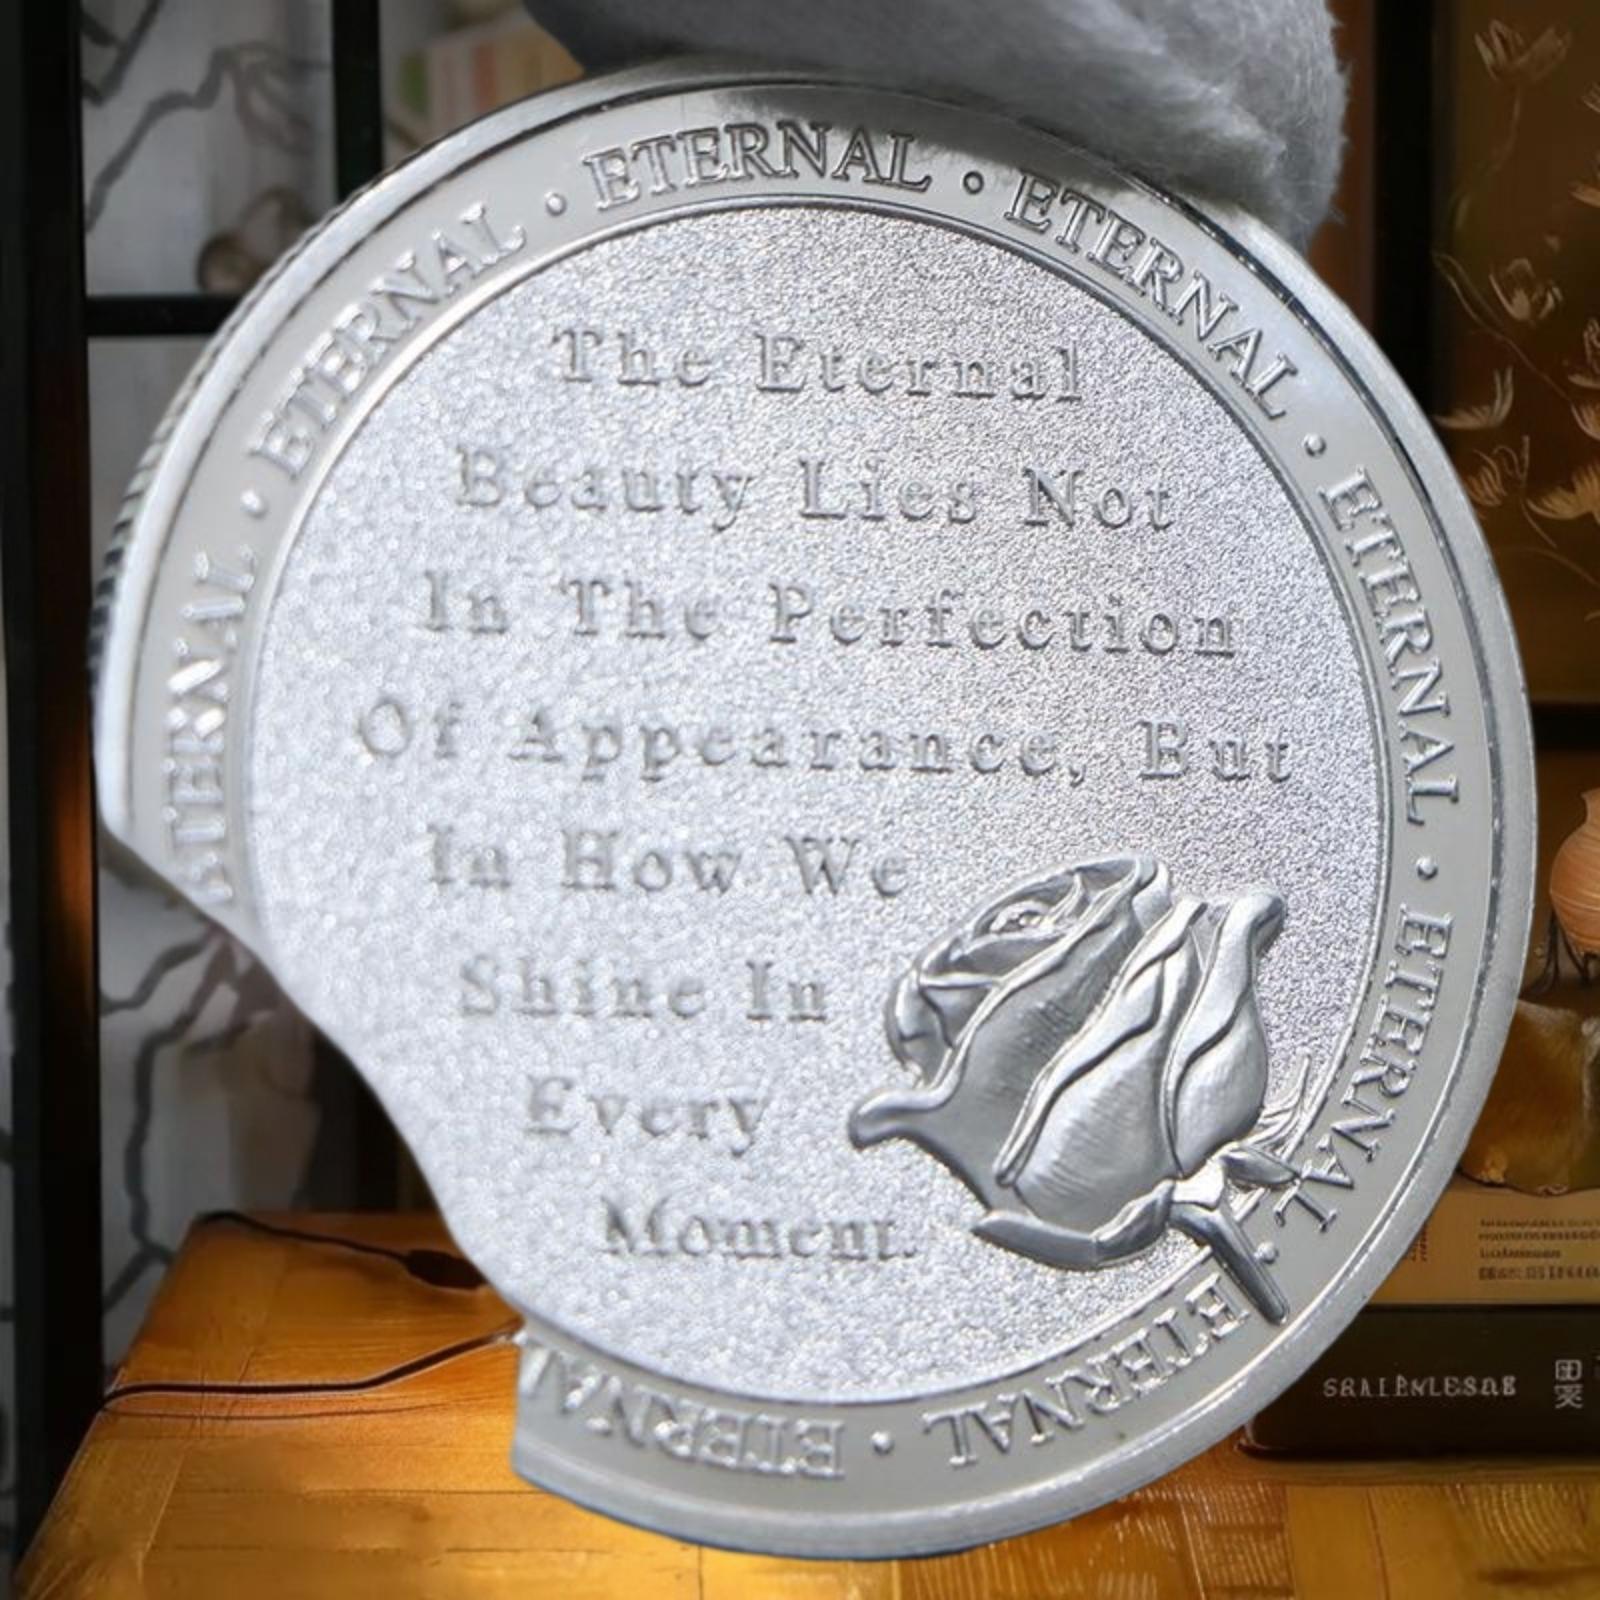 ETERNAL · ETERNAL · ETERNAL · ETERNAL · ETERNAL · ETERNAL · ETERNAL · ETERNAL
The Eternal
Beauty Lies Not
In The Perfection
Of Appearance, But
In How We
Shine In
Every
Moment.